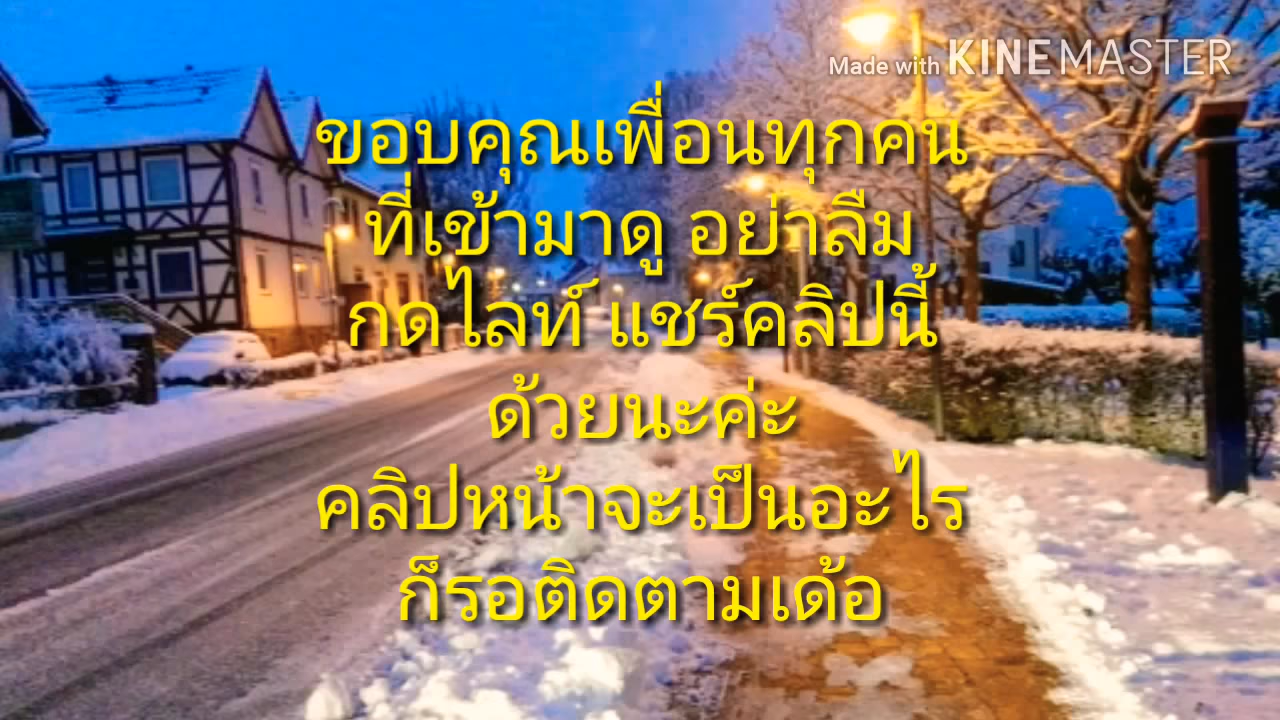 Made with KINEMASTER
ขอบคุณเพื่อนทุกคน
ที่เข้ามาดู อย่าลืม
กดไลท์ แชร์คลิปนี้
ด้วยนะค่ะ
คลิปหน้าจะเป็นอะไร
ก็รอติดตามเด้อ